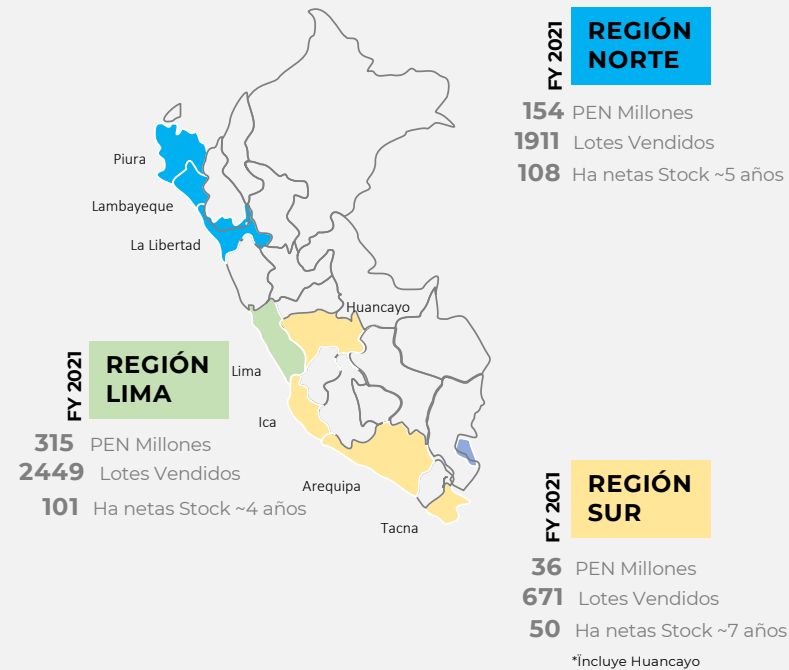 FY 2021
REGIÓN
NORTE
154 PEN Millones
1911 Lotes Vendidos
108 Ha netas Stock ~5 años
Piura
Lambayeque
La Libertad
Huancayo
Lima
Ica
Arequipa
Tacna
FY 2021
REGIÓN
LIMA
315 PEN Millones
2449 Lotes Vendidos
101 Ha netas Stock ~4 años
FY 2021
REGIÓN
SUR
36 PEN Millones
671 Lotes Vendidos
50 Ha netas Stock ~7 años
*Ïncluye Huancayo